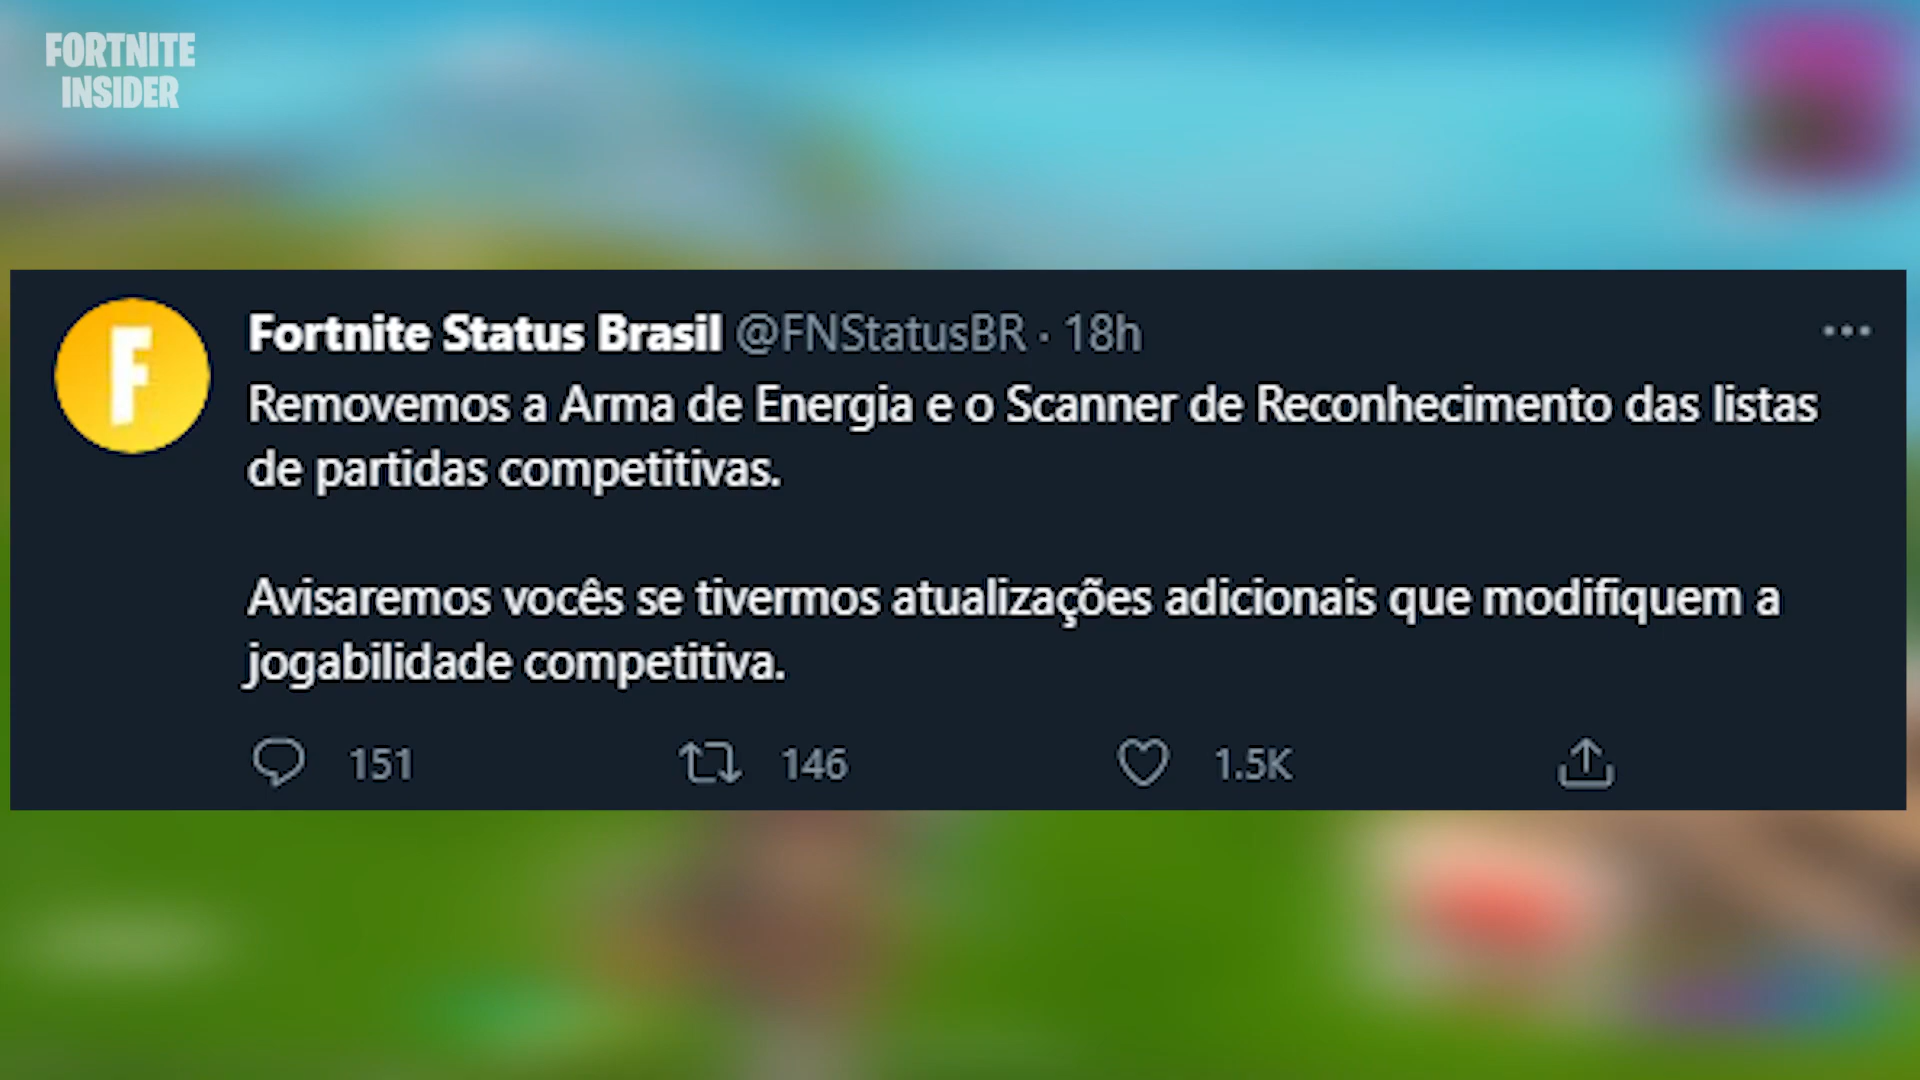 FORTNITE
INSIDER
Fortnite Status Brasil @FNStatusBR · 18h
Removemos a Arma de Energia e o Scanner de Reconhecimento das listas
de partidas competitivas.
Avisaremos vocês se tivermos atualizações adicionais que modifiquem a
jogabilidade competitiva.
151 146 1.5K